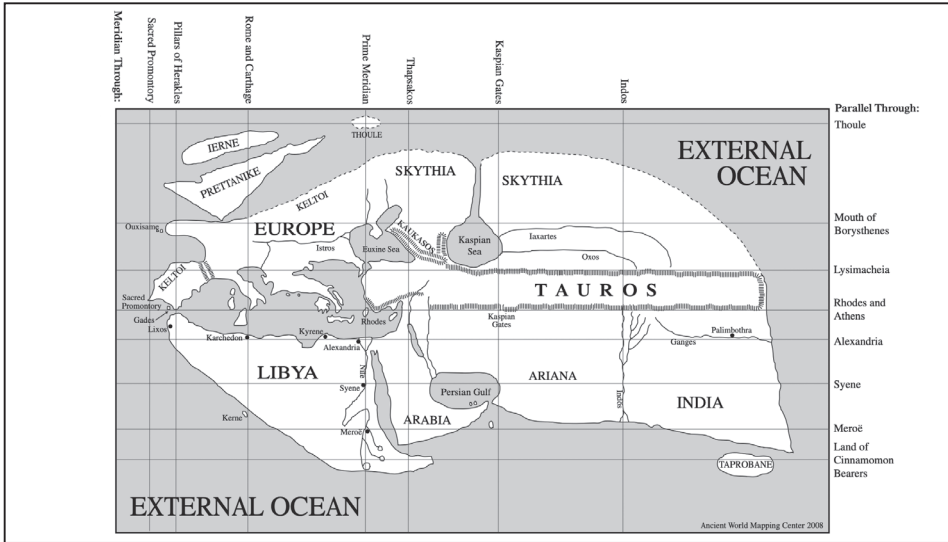 Meridian Through:
Sacred Promontory
Pillars of Herakles
Rome and Carthage
Prime Meridian
Thapsakos
Kaspian Gates
Indos
Parallel Through:
Thoule
Mouth of
Borysthenes
Lysimacheia
Rhodes and
Athens
Alexandria
Syene
Meroë
Land of
Cinnamomon
Bearers
THOULE
IERNE
PRETTANIKE
KELTOI
SKYTHIA
SKYTHIA
EXTERNAL
OCEAN
Ouxisame
EUROPE
Istros
Euxine Sea
KAUKASOS
Kaspian
Sea
Iaxartes
Oxos
KELTOI
TAUROS
Sacred
Promontory
Gades
Lixos
Karchedon
Kyrene
Alexandria
Rhodes
Kaspian
Gates
Palimbothra
Ganges
LIBYA
Nile
Syene
Persian Gulf
ARIANA
Indos
INDIA
Kerne
Meroë
ARABIA
TAPROBANE
EXTERNAL OCEAN
Ancient World Mapping Center 2008